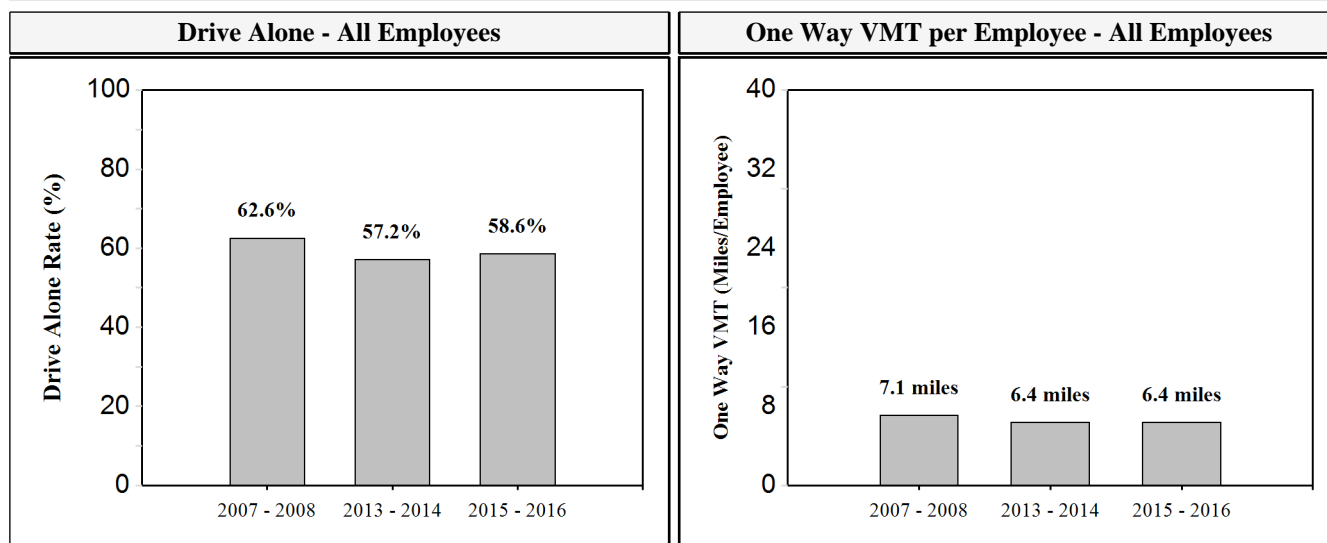 Drive Alone - All Employees
One Way VMT per Employee - All Employees
Drive Alone Rate (%)
100
80
60
40
20
0
62.6%
57.2%
58.6%
2007 - 2008
2013 - 2014
2015 - 2016
One Way VMT (Miles/Employee)
40
32
24
16
8
0
7.1 miles
6.4 miles
6.4 miles
2007 - 2008
2013 - 2014
2015 - 2016